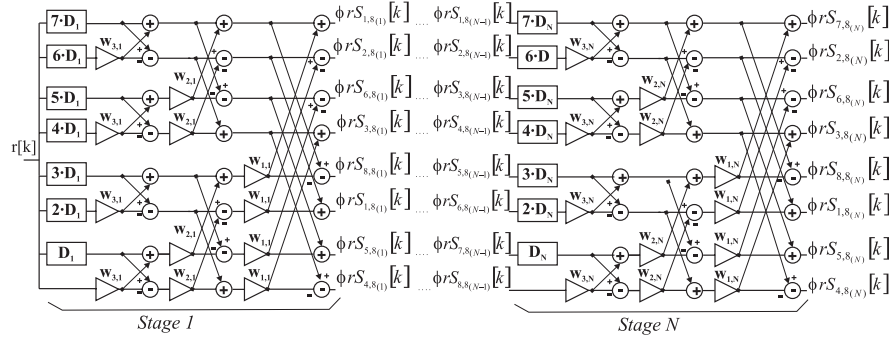 7·D₁ W₃,₁ ϕrS₁,₈₍₁₎[k] .... ϕrS₁,₈₍N₋₁₎[k] 7·D_N W₃,N ϕrS₇,₈₍N₎[k]
6·D₁ ϕrS₂,₈₍₁₎[k] .... ϕrS₂,₈₍N₋₁₎[k] 6·D ϕrS₂,₈₍N₎[k]
W₂,₁ W₂,N
5·D₁ ϕrS₆,₈₍₁₎[k] .... ϕrS₃,₈₍N₋₁₎[k] 5·D_N ϕrS₆,₈₍N₎[k]
W₃,₁ W₂,₁ W₃,N W₂,N
4·D₁ ϕrS₃,₈₍₁₎[k] .... ϕrS₄,₈₍N₋₁₎[k] 4·D_N ϕrS₃,₈₍N₎[k]
r[k]
W₁,₁ W₁,N
3·D₁ ϕrS₈,₈₍₁₎[k] .... ϕrS₅,₈₍N₋₁₎[k] 3·D_N ϕrS₈,₈₍N₎[k]
W₃,₁ W₁,₁ W₃,N W₁,N
2·D₁ ϕrS₁,₈₍₁₎[k] .... ϕrS₆,₈₍N₋₁₎[k] 2·D_N ϕrS₁,₈₍N₎[k]
W₂,₁ W₁,₁ W₂,N W₁,N
D₁ ϕrS₅,₈₍₁₎[k] .... ϕrS₇,₈₍N₋₁₎[k] D_N ϕrS₅,₈₍N₎[k]
W₃,₁ W₂,₁ W₁,₁ W₃,N W₂,N W₁,N
ϕrS₄,₈₍₁₎[k] .... ϕrS₈,₈₍N₋₁₎[k] ϕrS₄,₈₍N₎[k]
Stage 1 Stage N